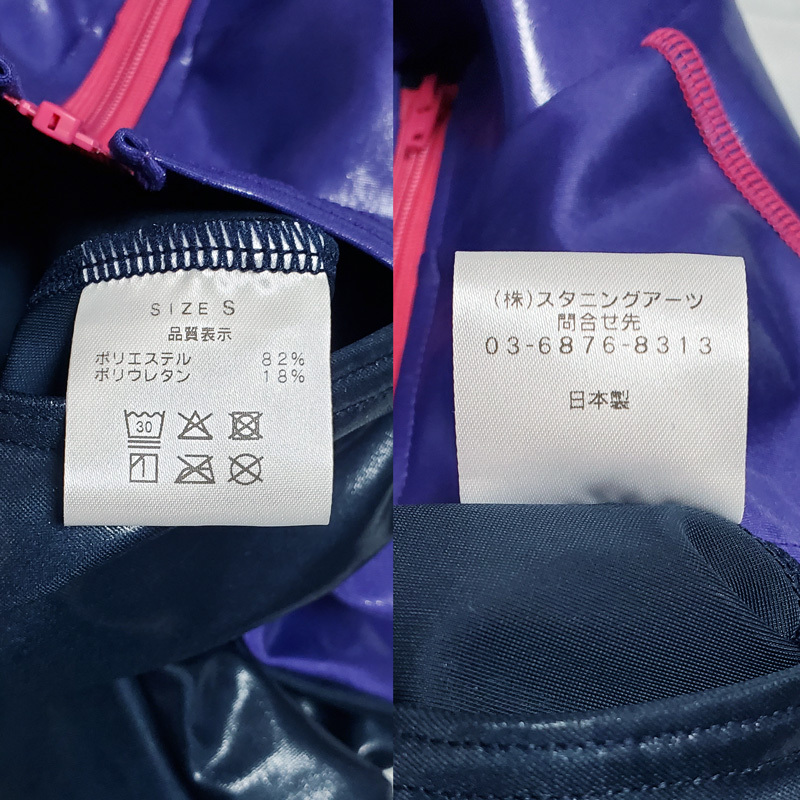 SIZE S
品質表示
ポリエステル 82%
ポリウレタン 18%
30
(株)スタニングアーツ
問合せ先
03-6876-8313
日本製